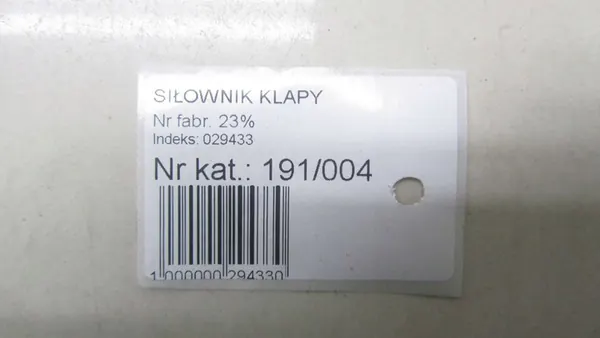 SIŁOWNIK KLAPY
Nr fabr. 23%
Indeks: 029433
Nr kat.: 191/004
1 000000 294330